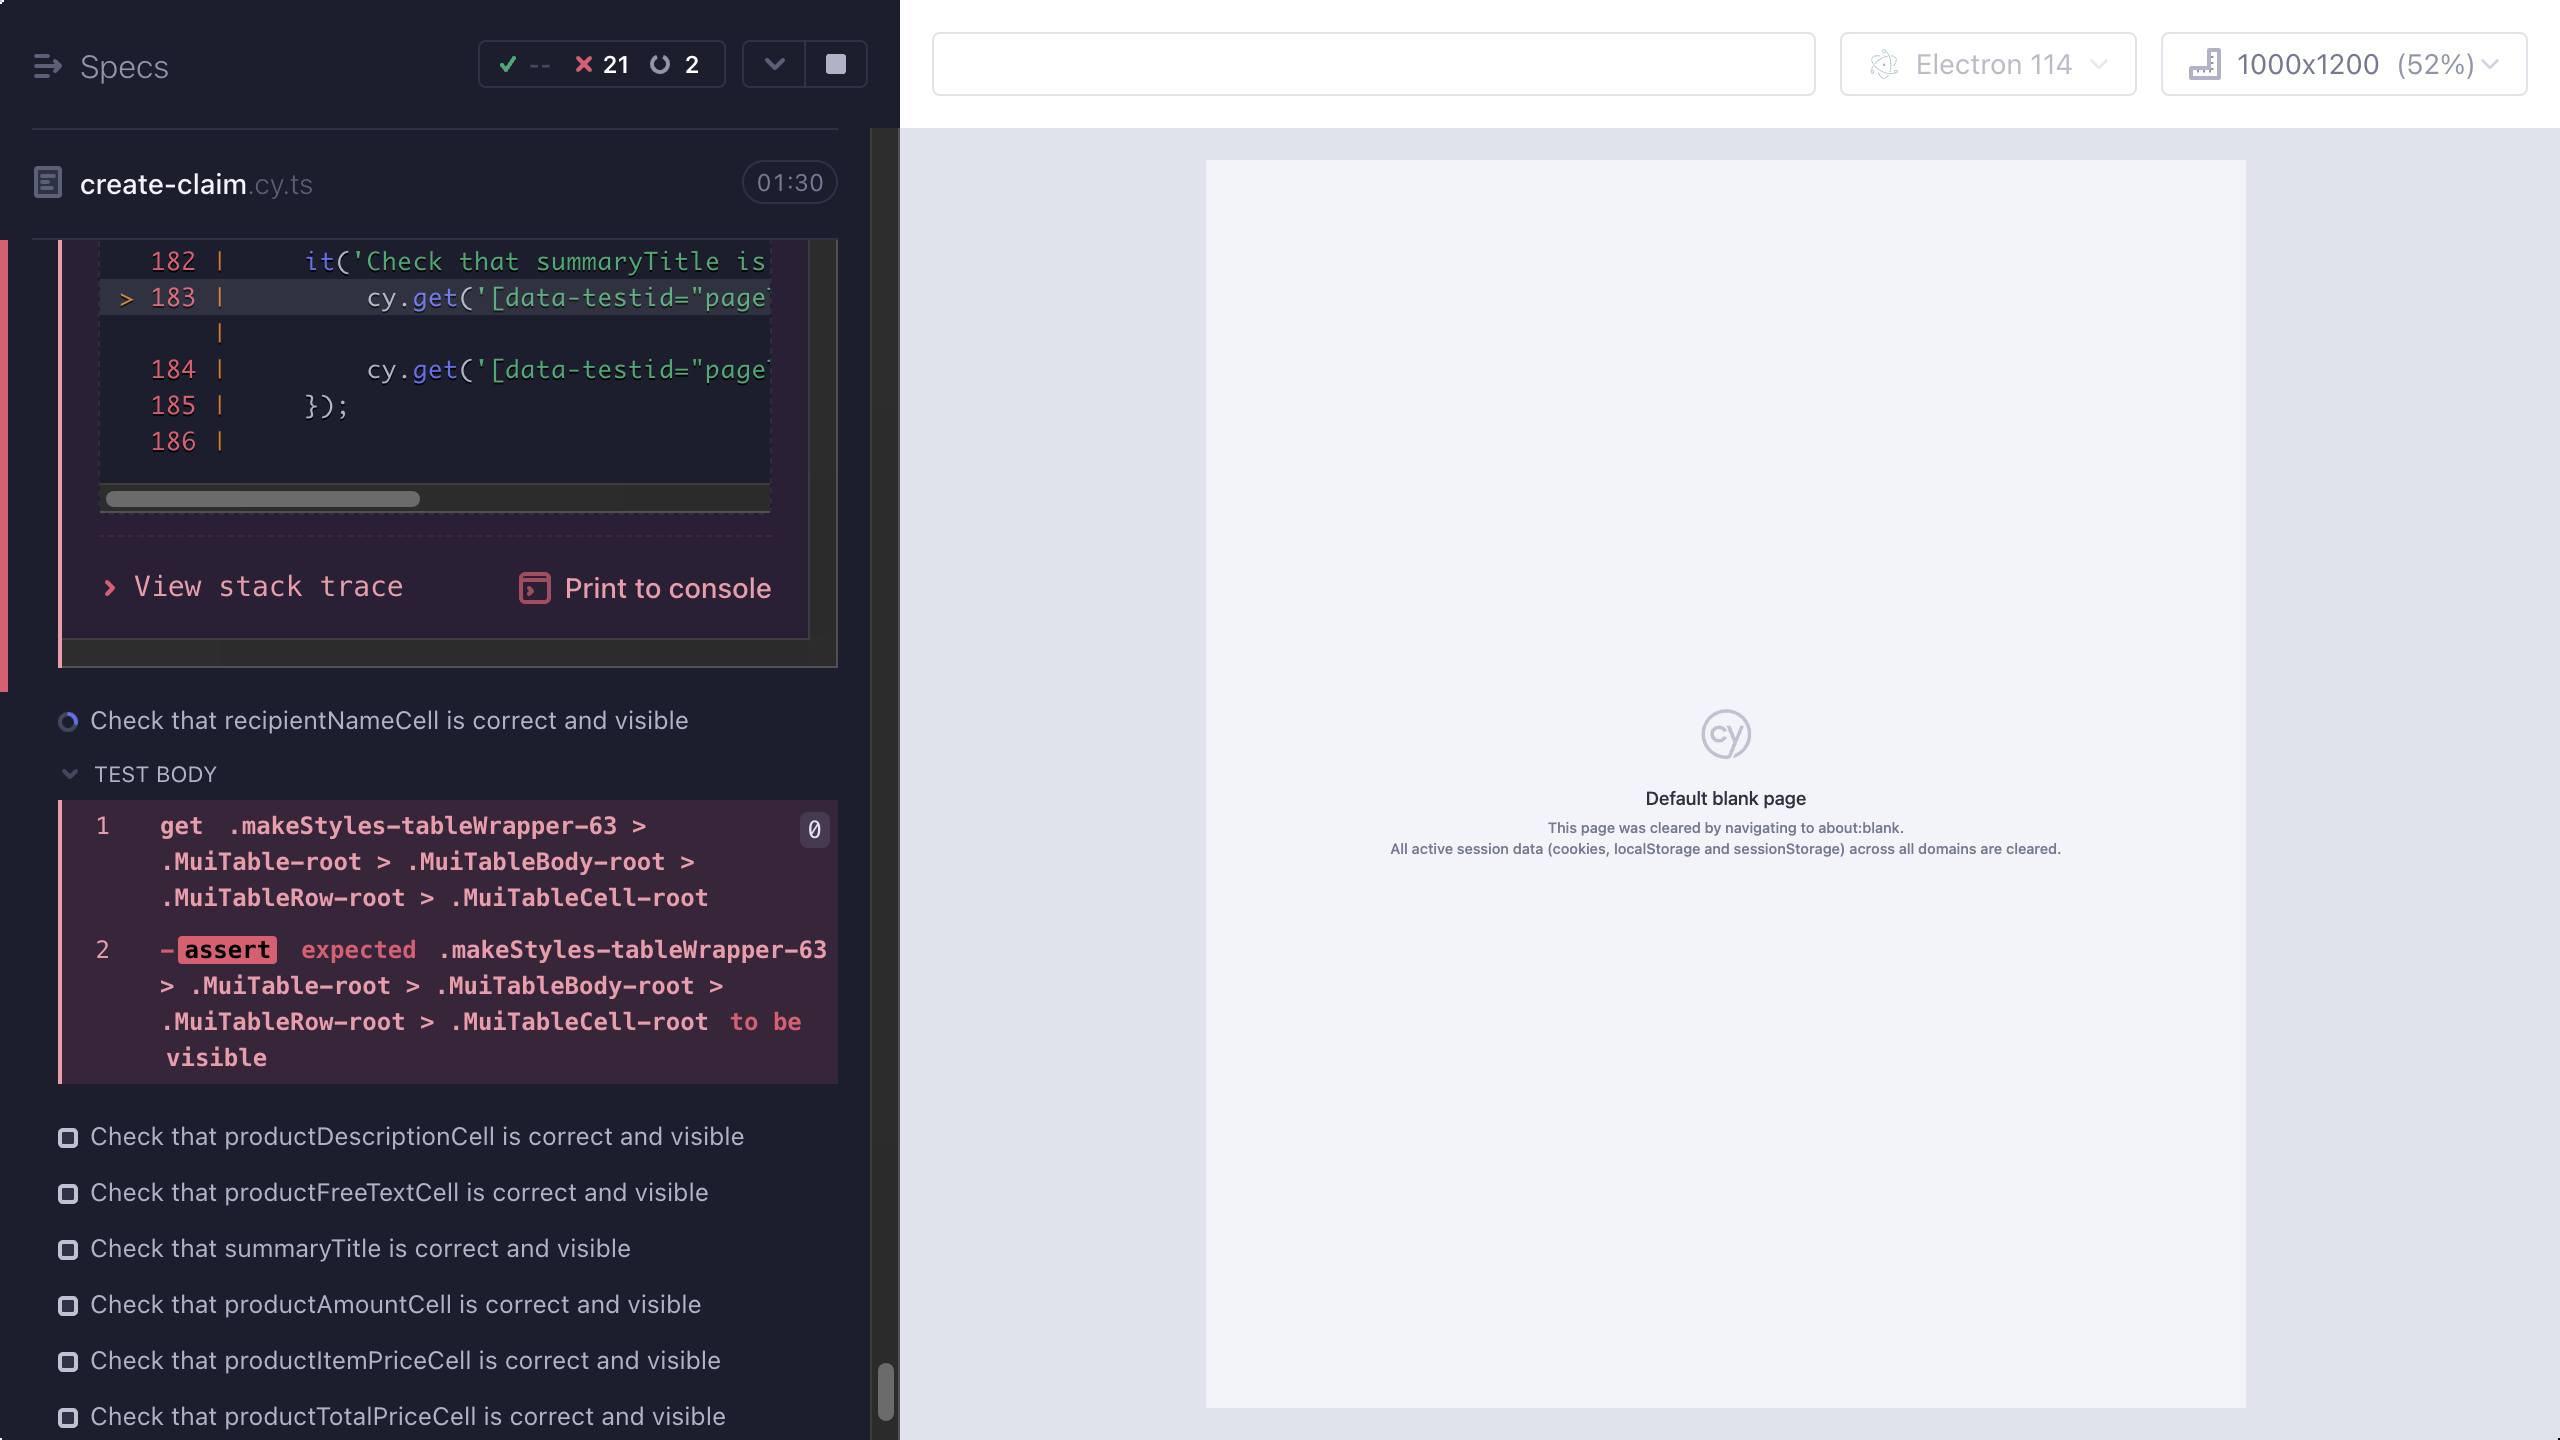 Specs
--
21
2
Electron 114
1000x1200 (52%)
create-claim.cy.ts
01:30
182 | it('Check that summaryTitle is
> 183 | cy.get('[data-testid="page
|
184 | cy.get('[data-testid="page
185 | });
186 |
View stack trace
Print to console
Check that recipientNameCell is correct and visible
TEST BODY
1 get .makeStyles-tableWrapper-63 > 0
.MuiTable-root > .MuiTableBody-root >
.MuiTableRow-root > .MuiTableCell-root
2 -assert expected .makeStyles-tableWrapper-63
> .MuiTable-root > .MuiTableBody-root >
.MuiTableRow-root > .MuiTableCell-root to be
visible
Check that productDescriptionCell is correct and visible
Check that productFreeTextCell is correct and visible
Check that summaryTitle is correct and visible
Check that productAmountCell is correct and visible
Check that productItemPriceCell is correct and visible
Check that productTotalPriceCell is correct and visible
cy
Default blank page
This page was cleared by navigating to about:blank.
All active session data (cookies, localStorage and sessionStorage) across all domains are cleared.